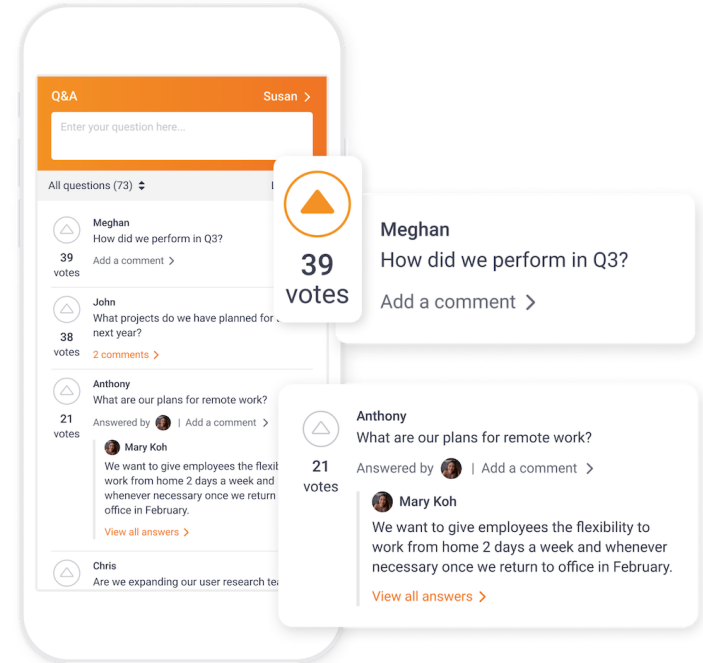 Q&A
Susan >
Enter your question here...
All questions (73)
Meghan
How did we perform in Q3?
39
votes
Add a comment >
John
What projects do we have planned for
next year?
38
votes
2 comments >
Anthony
What are our plans for remote work?
21
votes
Answered by | Add a comment >
Mary Koh
We want to give employees the
work from home 2 days a week and
whenever necessary once we return
office in February.
View all answers >
Chris
Are we expanding our user research
39
votes
Meghan
How did we perform in Q3?
Add a comment >
Anthony
What are our plans for remote work?
21
votes
Answered by | Add a comment >
Mary Koh
We want to give employees the flexibility to
work from home 2 days a week and whenever
necessary once we return to office in February.
View all answers >